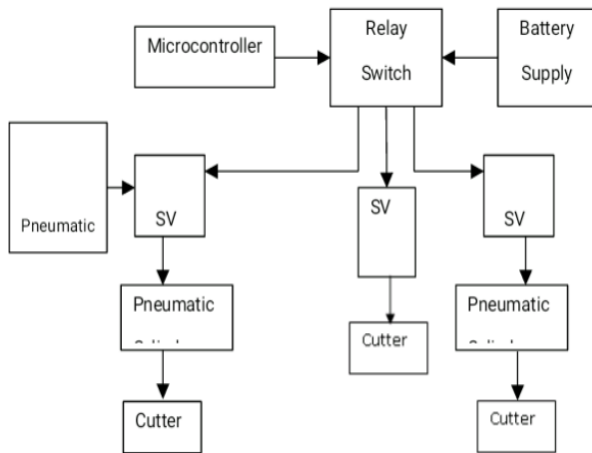 Microcontroller
Relay
Switch
Battery
Supply
Pneumatic
SV
SV
SV
Pneumatic
Pneumatic
Cutter
Cutter
Cutter